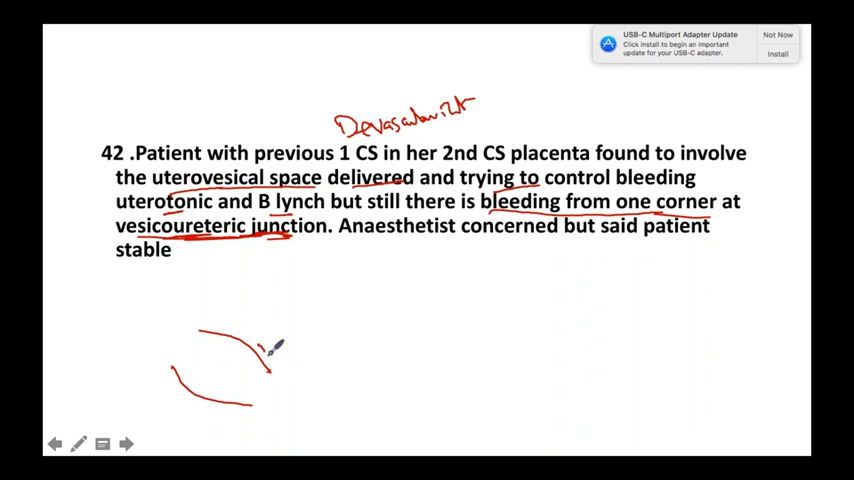 USB-C Multiport Adapter Update
Click install to begin an important
update for your USB-C adapter.
Not Now
Install
42 .Patient with previous 1 CS in her 2nd CS placenta found to involve
the uterovesical space delivered and trying to control bleeding
uterotonic and B lynch but still there is bleeding from one corner at
vesicoureteric junction. Anaesthetist concerned but said patient
stable